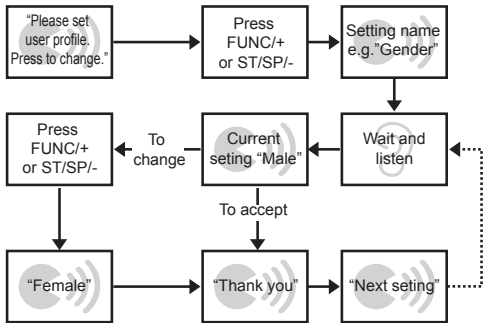 “Please set
user profile.
Press to change.”
Press
FUNC/+
or ST/SP/-
Setting name
e.g.”Gender”
Press
FUNC/+
or ST/SP/-
To
change
Current
seting “Male”
Wait and
listen
To accept
“Female”
“Thank you”
“Next seting”